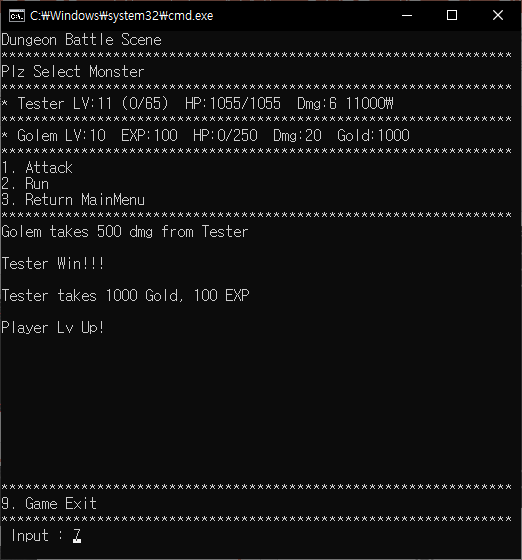 C:₩Windows₩system32₩cmd.exe
Dungeon Battle Scene
****************************************************************
Plz Select Monster
****************************************************************
* Tester LV:11 (0/65)  HP:1055/1055  Dmg:6 11000₩
****************************************************************
* Golem LV:10  EXP:100  HP:0/250  Dmg:20  Gold:1000
****************************************************************
1. Attack
2. Run
3. Return MainMenu
****************************************************************
Golem takes 500 dmg from Tester
Tester Win!!!
Tester takes 1000 Gold, 100 EXP
Player Lv Up!
****************************************************************
9. Game Exit
****************************************************************
Input : 7